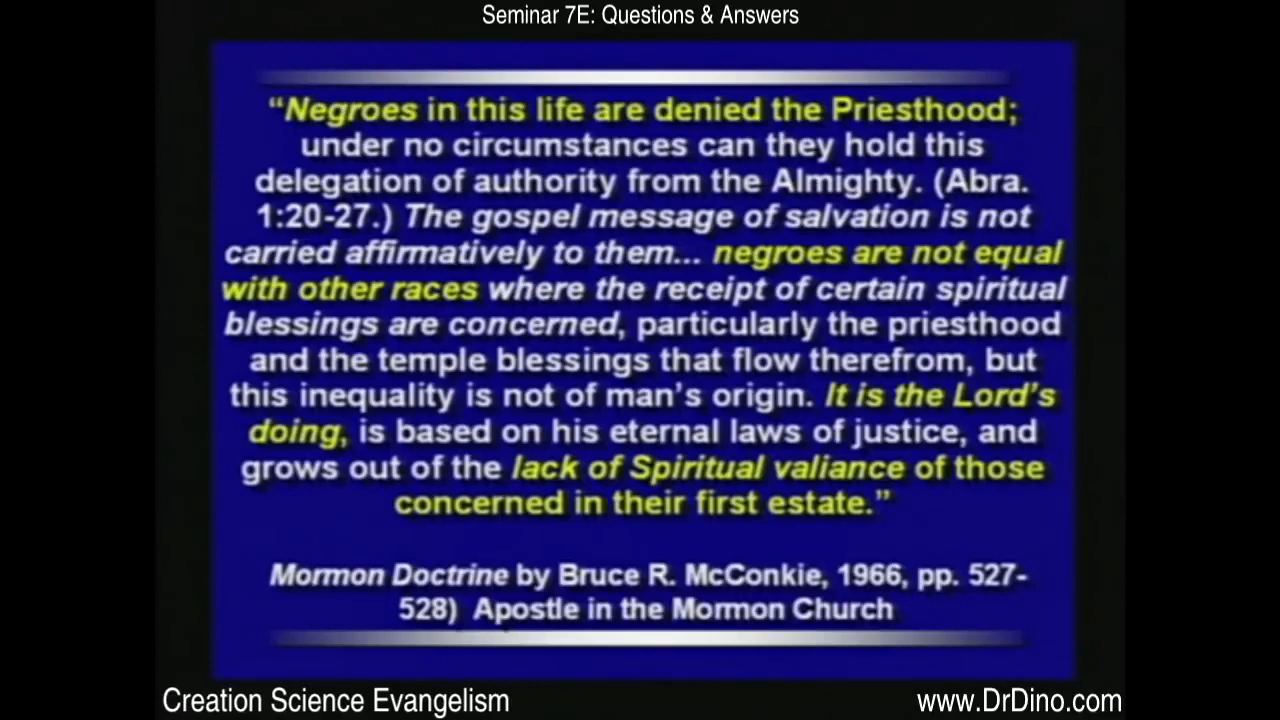 Seminar 7E: Questions & Answers
“Negroes in this life are denied the Priesthood;
under no circumstances can they hold this
delegation of authority from the Almighty. (Abra.
1:20-27.) The gospel message of salvation is not
carried affirmatively to them... negroes are not equal
with other races where the receipt of certain spiritual
blessings are concerned, particularly the priesthood
and the temple blessings that flow therefrom, but
this inequality is not of man’s origin. It is the Lord’s
doing, is based on his eternal laws of justice, and
grows out of the lack of Spiritual valiance of those
concerned in their first estate.”
Mormon Doctrine by Bruce R. McConkie, 1966, pp. 527-
528) Apostle in the Mormon Church
Creation Science Evangelism
www.DrDino.com